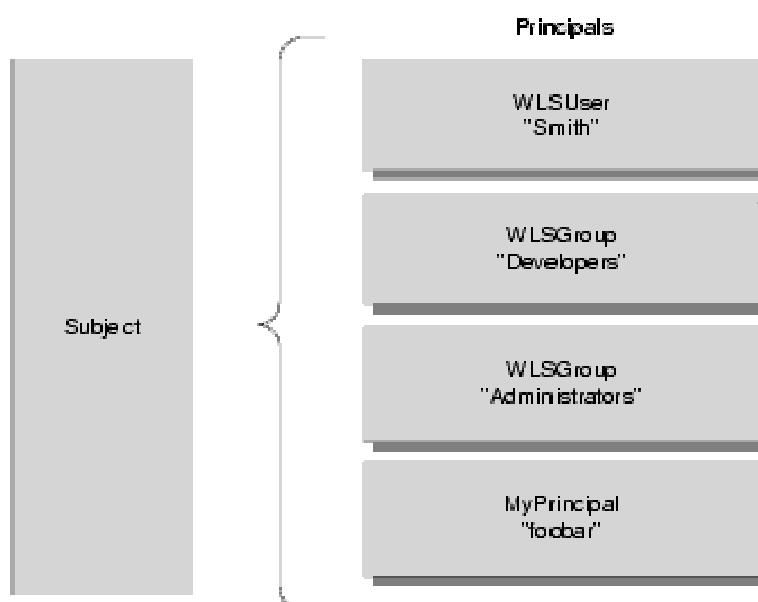 Principals
WLSUser
"Smith"
WLSGroup
"Developers"
Subject
WLSGroup
"Administrators"
MyPrincipal
"foobar"